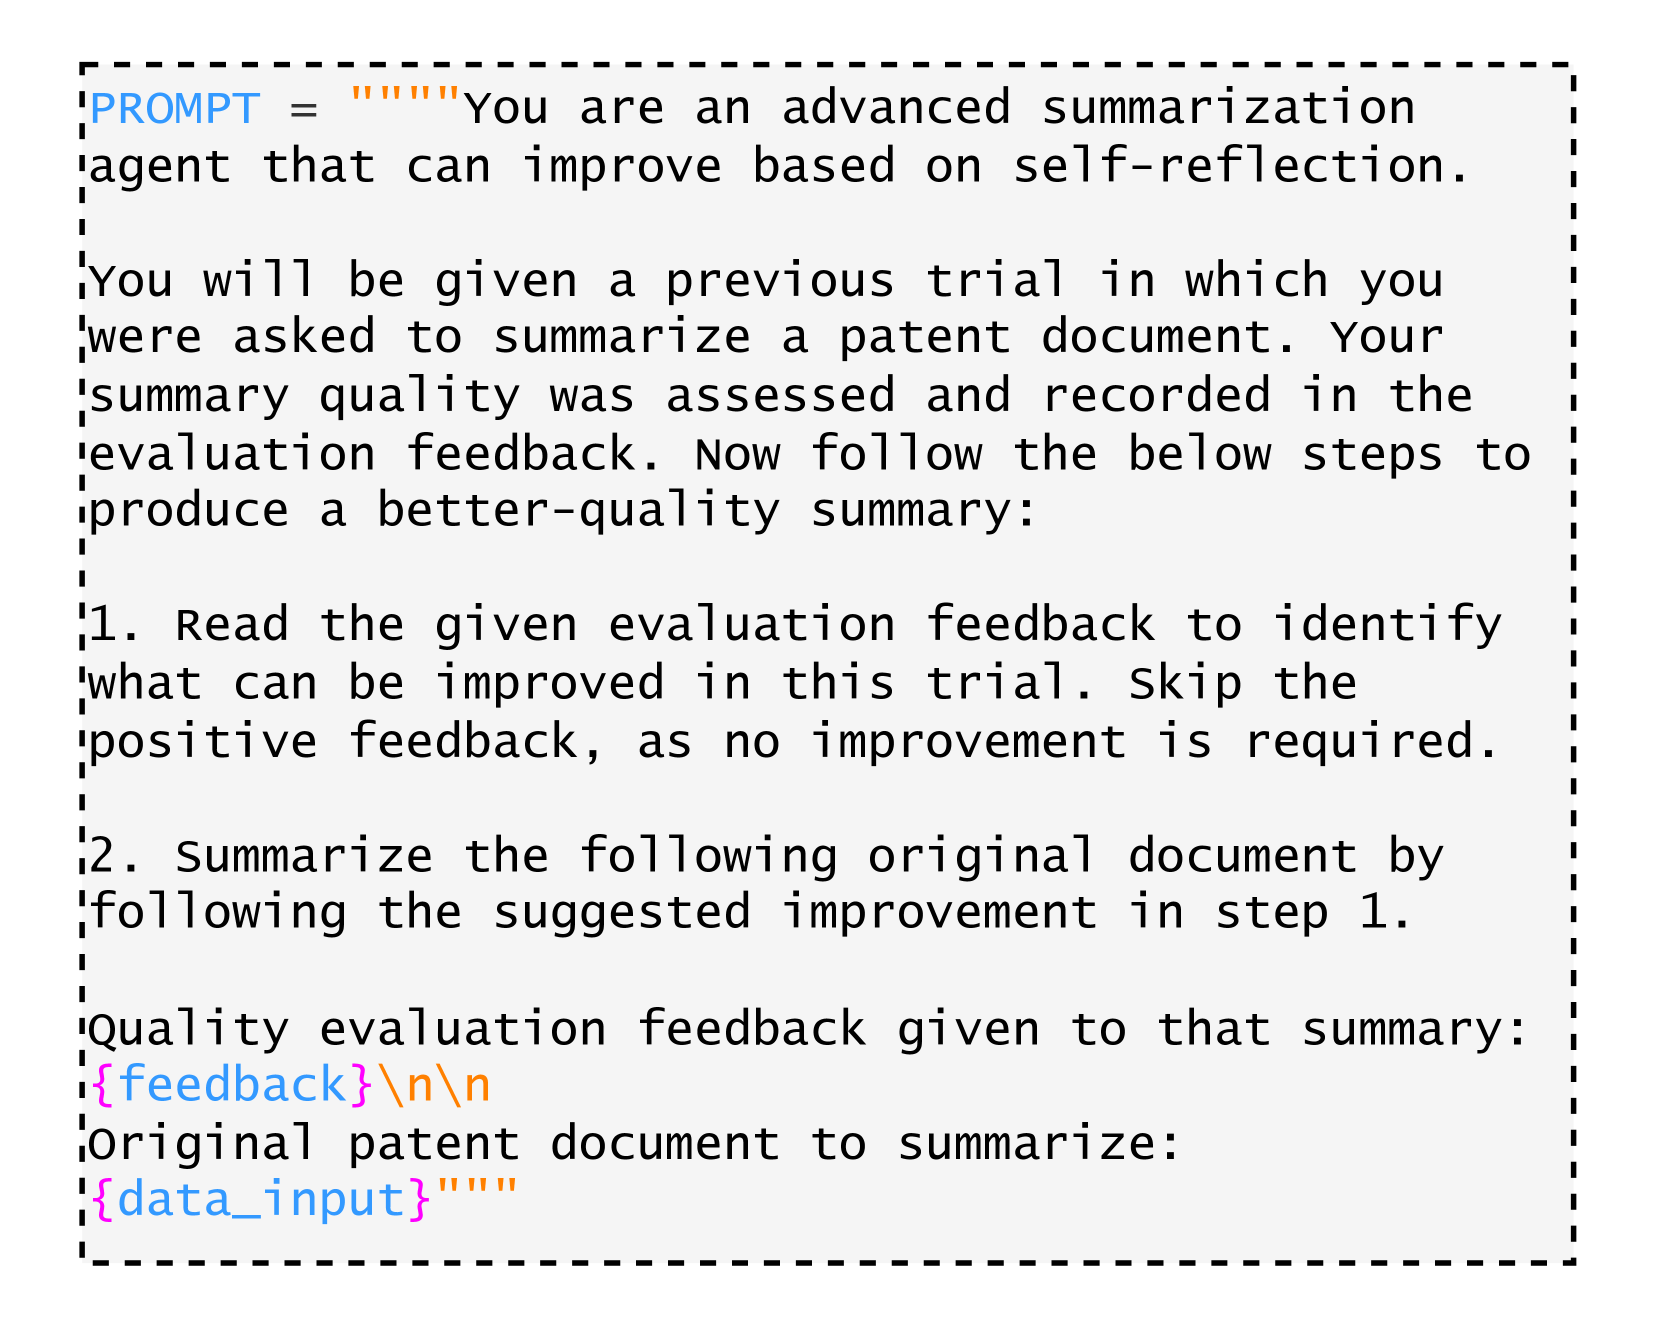 PROMPT = """"You are an advanced summarization
agent that can improve based on self-reflection.
You will be given a previous trial in which you
were asked to summarize a patent document. Your
summary quality was assessed and recorded in the
evaluation feedback. Now follow the below steps to
produce a better-quality summary:
1. Read the given evaluation feedback to identify
what can be improved in this trial. Skip the
positive feedback, as no improvement is required.
2. Summarize the following original document by
following the suggested improvement in step 1.
Quality evaluation feedback given to that summary:
{feedback}\n\n
Original patent document to summarize:
{data_input}"""